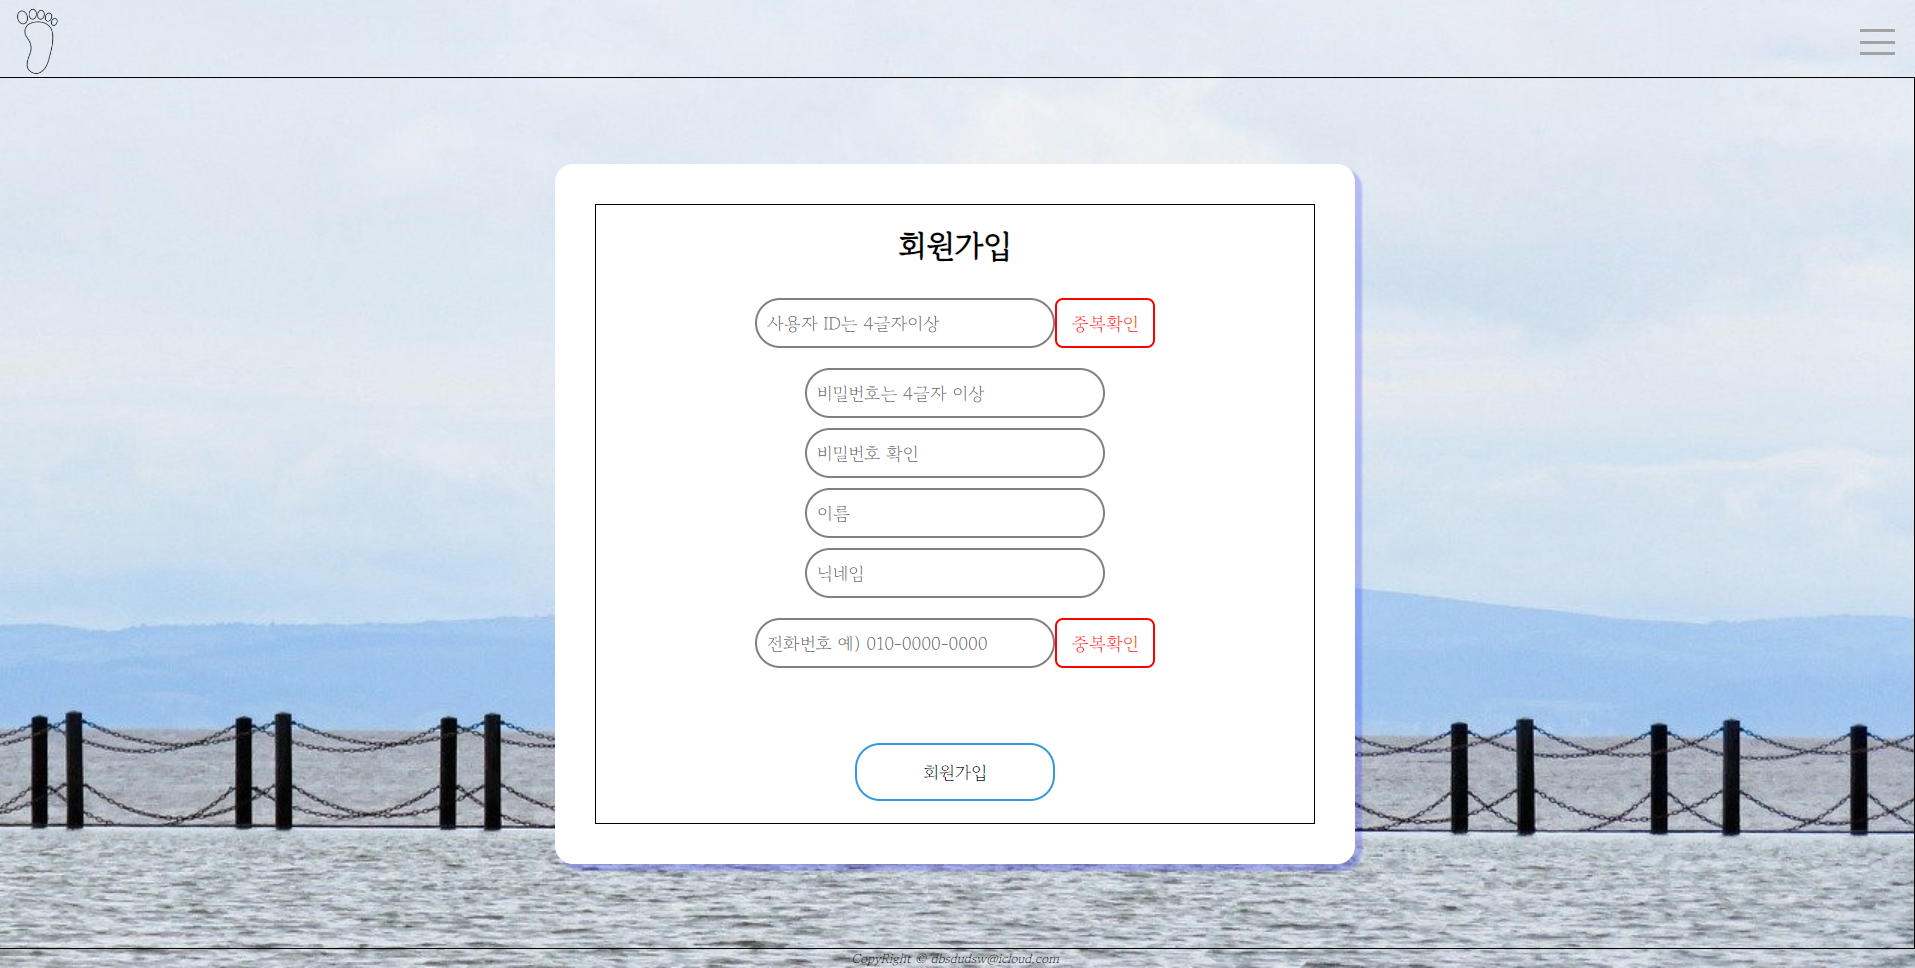 회원가입
사용자 ID는 4글자이상 중복확인
비밀번호는 4글자 이상
비밀번호 확인
이름
닉네임
전화번호 예) 010-0000-0000 중복확인
회원가입
CopyRight © dbsdudsw@icloud.com